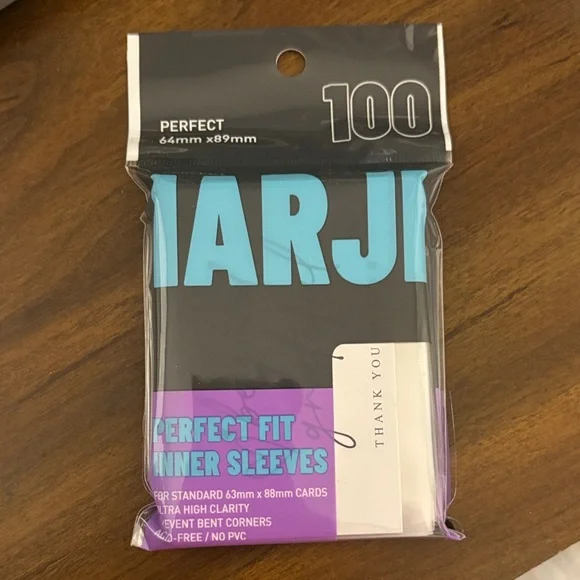 100
PERFECT
64mm x89mm
IARJI
THANK YOU
PERFECT FIT
INNER SLEEVES
FOR STANDARD 63mm x 88mm CARDS
ULTRA HIGH CLARITY
PREVENT BENT CORNERS
ACID-FREE / NO PVC